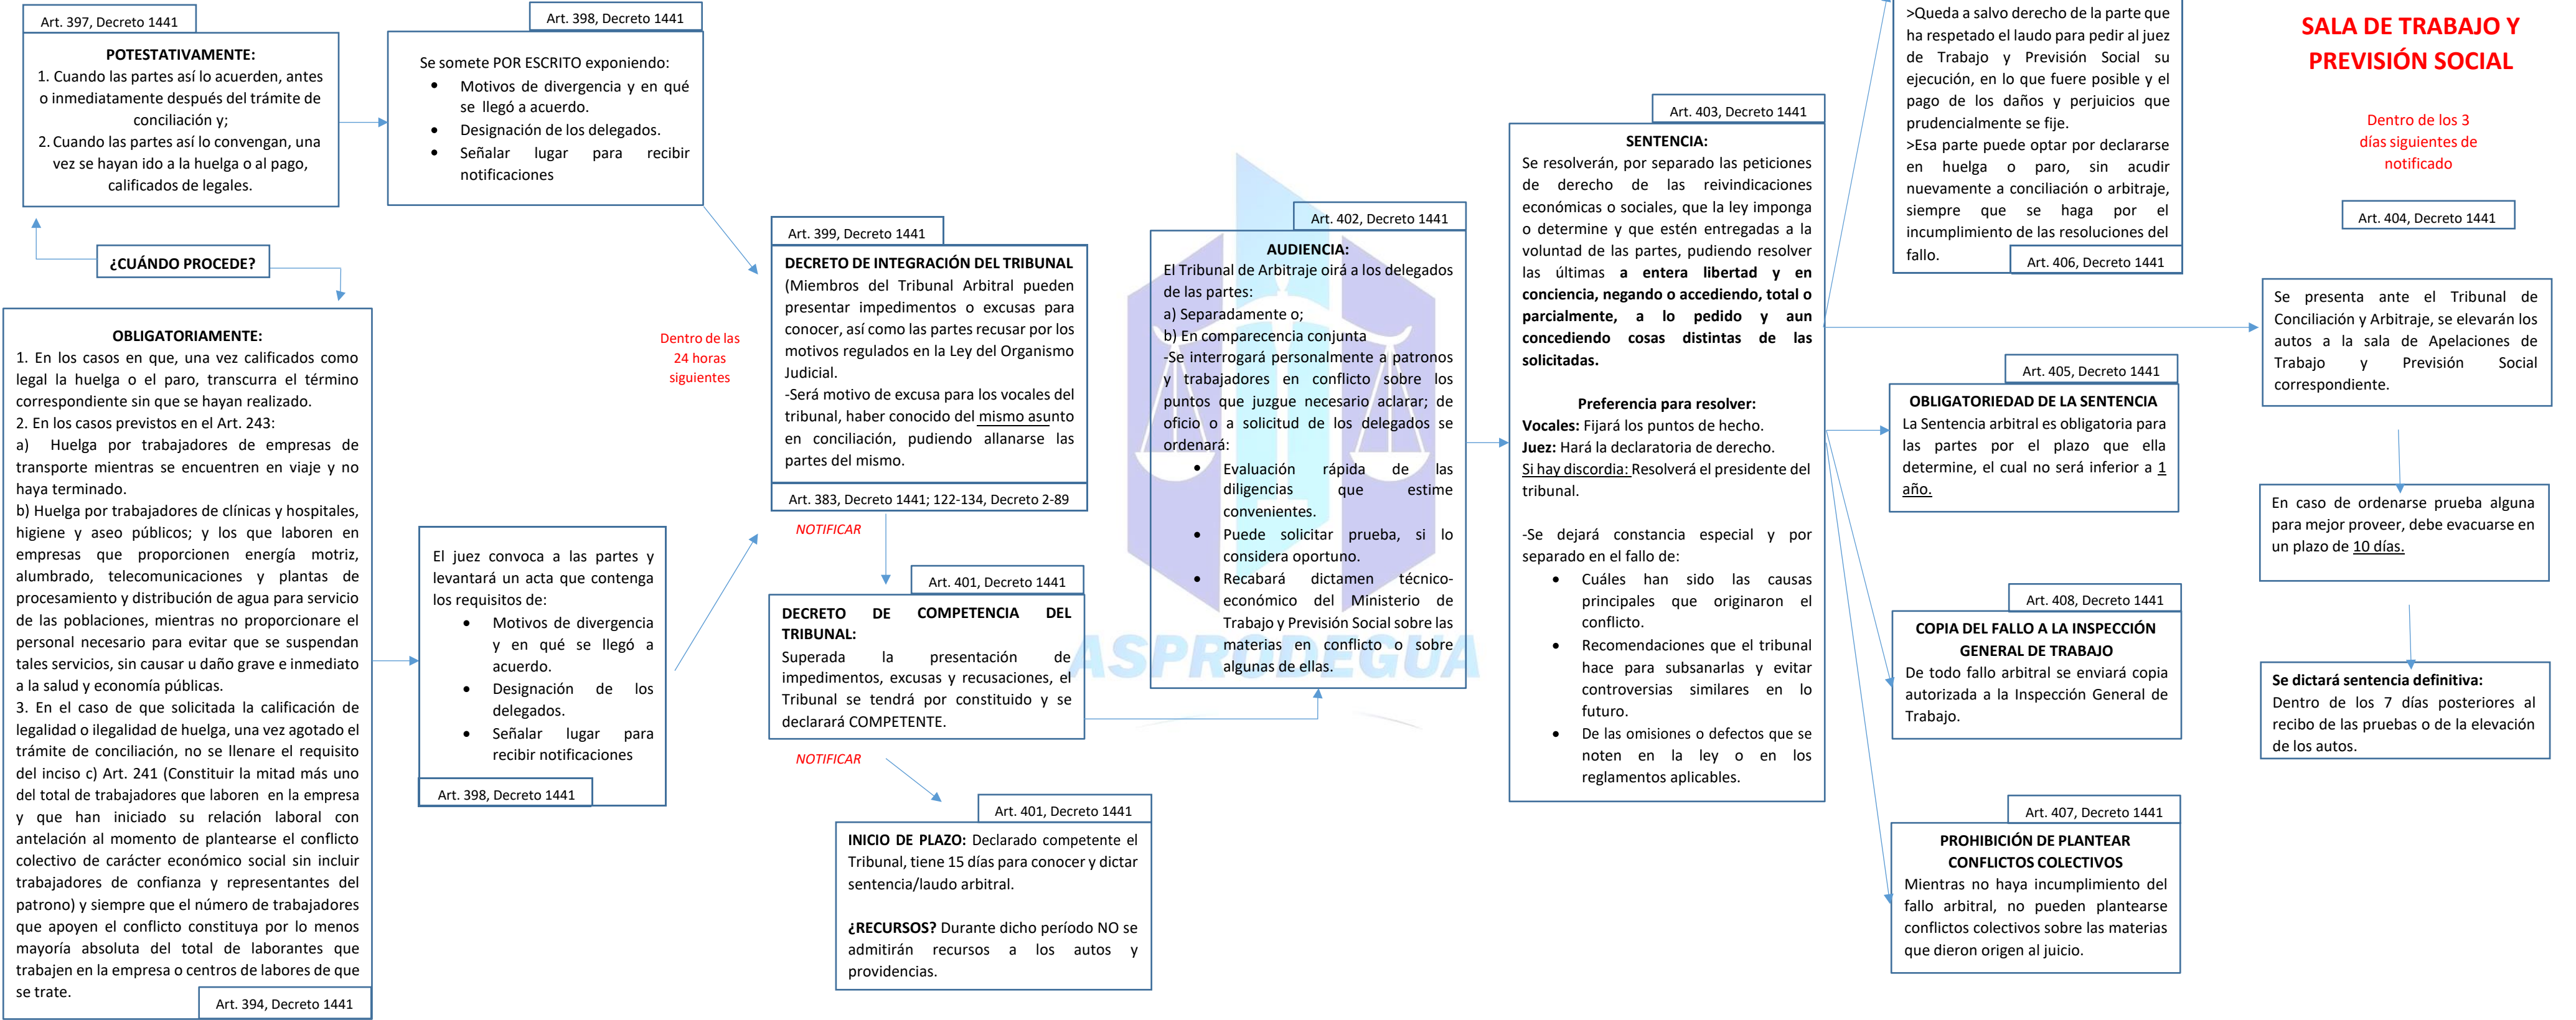 Art. 397, Decreto 1441
POTESTATIVAMENTE:
1. Cuando las partes así lo acuerden, antes
o inmediatamente después del trámite de
conciliación y;
2. Cuando las partes así lo convengan, una
vez se hayan ido a la huelga o al pago,
calificados de legales.
¿CUÁNDO PROCEDE?
OBLIGATORIAMENTE:
1. En los casos en que, una vez calificados como
legal la huelga o el paro, transcurra el término
correspondiente sin que se hayan realizado.
2. En los casos previstos en el Art. 243:
a) Huelga por trabajadores de empresas de
transporte mientras se encuentren en viaje y no
haya terminado.
b) Huelga por trabajadores de clínicas y hospitales,
higiene y aseo públicos; y los que laboren en
empresas que proporcionen energía motriz,
alumbrado, telecomunicaciones y plantas de
procesamiento y distribución de agua para servicio
de las poblaciones, mientras no proporcionare el
personal necesario para evitar que se suspendan
tales servicios, sin causar u daño grave e inmediato
a la salud y economía públicas.
3. En el caso de que solicitada la calificación de
legalidad o ilegalidad de huelga, una vez agotado el
trámite de conciliación, no se llenare el requisito
del inciso c) Art. 241 (Constituir la mitad más uno
del total de trabajadores que laboren en la empresa
y que han iniciado su relación laboral con
antelación al momento de plantearse el conflicto
colectivo de carácter económico social sin incluir
trabajadores de confianza y representantes del
patrono) y siempre que el número de trabajadores
que apoyen el conflicto constituya por lo menos
mayoría absoluta del total de laborantes que
trabajen en la empresa o centros de labores de que
se trate.
Art. 394, Decreto 1441
Art. 398, Decreto 1441
Se somete POR ESCRITO exponiendo:
• Motivos de divergencia y en qué
se llegó a acuerdo.
• Designación de los delegados.
• Señalar lugar para recibir
notificaciones
El juez convoca a las partes y
levantará un acta que contenga
los requisitos de:
• Motivos de divergencia
y en qué se llegó a
acuerdo.
• Designación de los
delegados.
• Señalar lugar para
recibir notificaciones
Art. 398, Decreto 1441
Dentro de las
24 horas
siguientes
Art. 399, Decreto 1441
DECRETO DE INTEGRACIÓN DEL TRIBUNAL
(Miembros del Tribunal Arbitral pueden
presentar impedimentos o excusas para
conocer, así como las partes recusar por los
motivos regulados en la Ley del Organismo
Judicial.
-Será motivo de excusa para los vocales del
tribunal, haber conocido del mismo asunto
en conciliación, pudiendo allanarse las
partes del mismo.
Art. 383, Decreto 1441; 122-134, Decreto 2-89
NOTIFICAR
Art. 401, Decreto 1441
DECRETO DE COMPETENCIA DEL
TRIBUNAL:
Superada la presentación de
impedimentos, excusas y recusaciones, el
Tribunal se tendrá por constituido y se
declarará COMPETENTE.
NOTIFICAR
Art. 401, Decreto 1441
INICIO DE PLAZO: Declarado competente el
Tribunal, tiene 15 días para conocer y dictar
sentencia/laudo arbitral.
¿RECURSOS? Durante dicho período NO se
admitirán recursos a los autos y
providencias.
Art. 402, Decreto 1441
AUDIENCIA:
El Tribunal de Arbitraje oirá a los delegados
de las partes:
a) Separadamente o;
b) En comparecencia conjunta
-Se interrogará personalmente a patronos
y trabajadores en conflicto sobre los
puntos que juzgue necesario aclarar; de
oficio o a solicitud de los delegados se
ordenará:
• Evaluación rápida de las
diligencias que estime
convenientes.
• Puede solicitar prueba, si lo
considera oportuno.
• Recabará dictamen técnico-
económico del Ministerio de
Trabajo y Previsión Social sobre las
materias en conflicto o sobre
algunas de ellas.
ASPRODEGUA
Art. 403, Decreto 1441
SENTENCIA:
Se resolverán, por separado las peticiones
de derecho de las reivindicaciones
económicas o sociales, que la ley imponga
o determine y que estén entregadas a la
voluntad de las partes, pudiendo resolver
las últimas a entera libertad y en
conciencia, negando o accediendo, total o
parcialmente, a lo pedido y aun
concediendo cosas distintas de las
solicitadas.
Preferencia para resolver:
Vocales: Fijará los puntos de hecho.
Juez: Hará la declaratoria de derecho.
Si hay discordia: Resolverá el presidente del
tribunal.
-Se dejará constancia especial y por
separado en el fallo de:
• Cuáles han sido las causas
principales que originaron el
conflicto.
• Recomendaciones que el tribunal
hace para subsanarlas y evitar
controversias similares en lo
futuro.
• De las omisiones o defectos que se
noten en la ley o en los
reglamentos aplicables.
>Queda a salvo derecho de la parte que
ha respetado el laudo para pedir al juez
de Trabajo y Previsión Social su
ejecución, en lo que fuere posible y el
pago de los daños y perjuicios que
prudencialmente se fije.
>Esa parte puede optar por declararse
en huelga o paro, sin acudir
nuevamente a conciliación o arbitraje,
siempre que se haga por el
incumplimiento de las resoluciones del
fallo.
Art. 406, Decreto 1441
Art. 405, Decreto 1441
OBLIGATORIEDAD DE LA SENTENCIA
La Sentencia arbitral es obligatoria para
las partes por el plazo que ella
determine, el cual no será inferior a 1
año.
Art. 408, Decreto 1441
COPIA DEL FALLO A LA INSPECCIÓN
GENERAL DE TRABAJO
De todo fallo arbitral se enviará copia
autorizada a la Inspección General de
Trabajo.
Art. 407, Decreto 1441
PROHIBICIÓN DE PLANTEAR
CONFLICTOS COLECTIVOS
Mientras no haya incumplimiento del
fallo arbitral, no pueden plantearse
conflictos colectivos sobre las materias
que dieron origen al juicio.
SALA DE TRABAJO Y
PREVISIÓN SOCIAL
Dentro de los 3
días siguientes de
notificado
Art. 404, Decreto 1441
Se presenta ante el Tribunal de
Conciliación y Arbitraje, se elevarán los
autos a la sala de Apelaciones de
Trabajo y Previsión Social
correspondiente.
En caso de ordenarse prueba alguna
para mejor proveer, debe evacuarse en
un plazo de 10 días.
Se dictará sentencia definitiva:
Dentro de los 7 días posteriores al
recibo de las pruebas o de la elevación
de los autos.